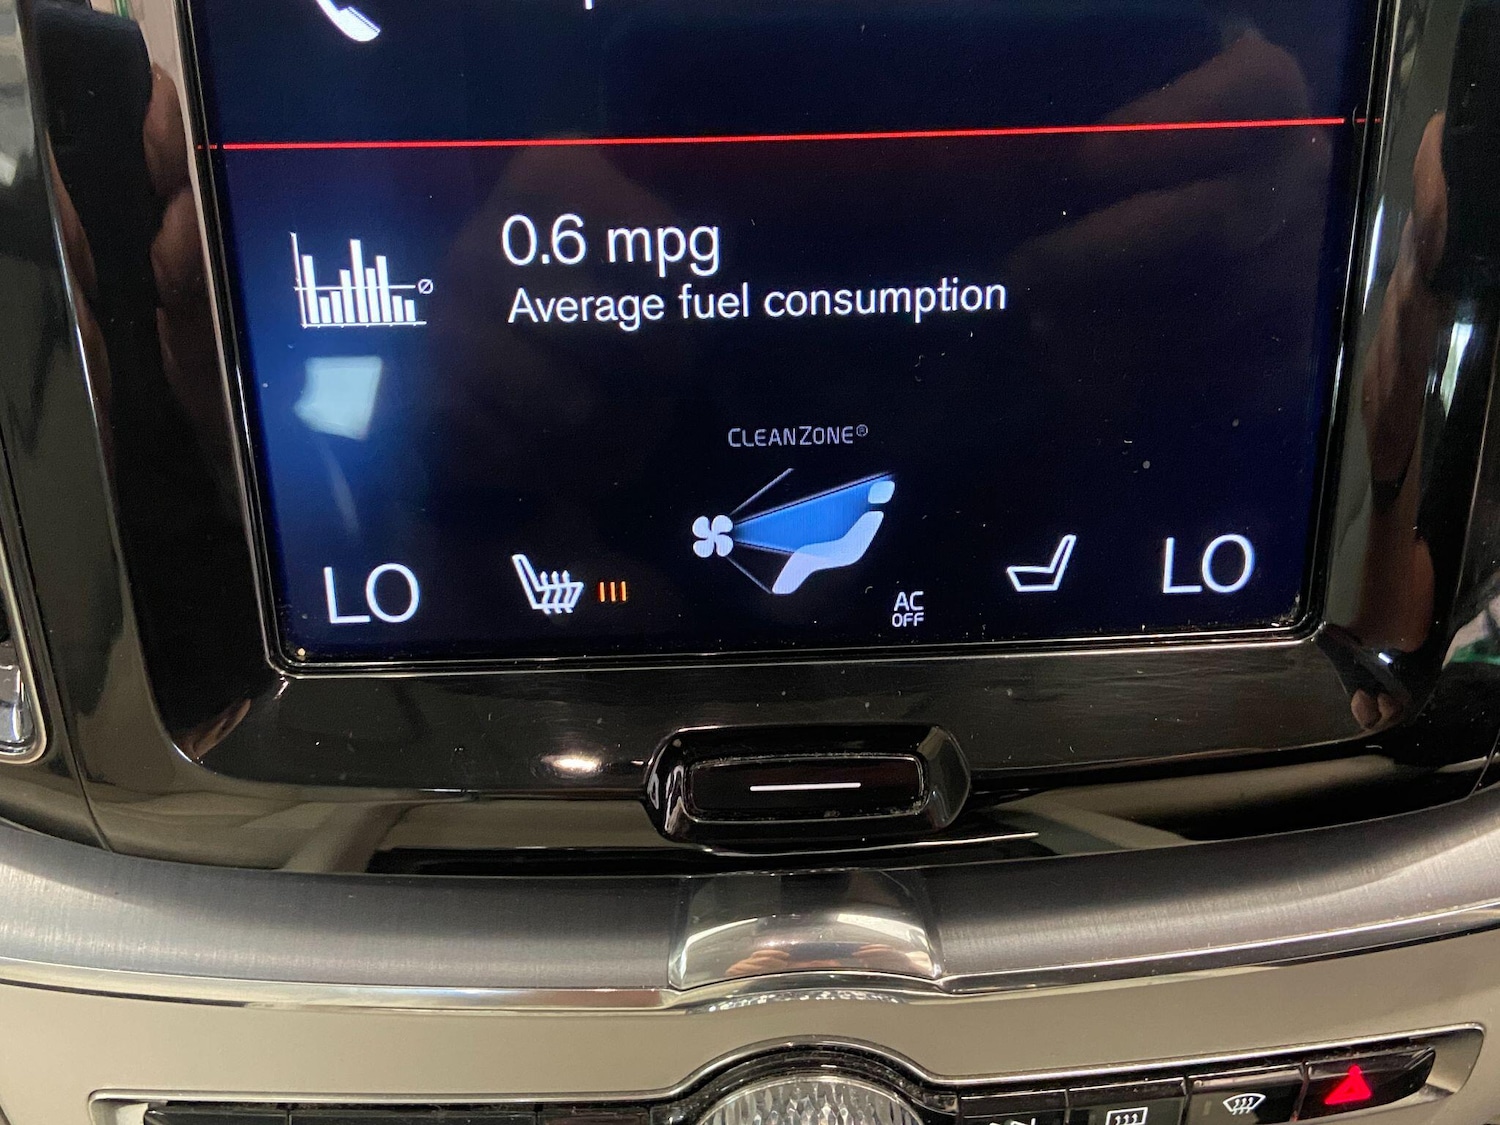 0.6 mpg
Average fuel consumption
CLEANZONE®
LO
LO
AC
OFF